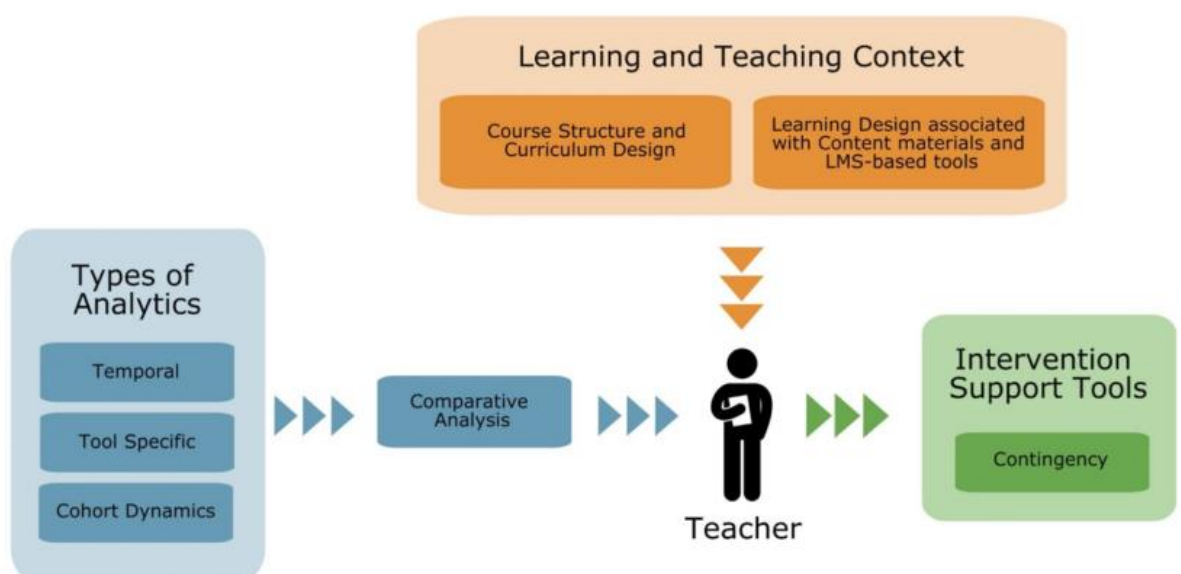 Learning and Teaching Context
Course Structure and
Curriculum Design
Learning Design associated
with Content materials and
LMS-based tools
Types of
Analytics
Temporal
Tool Specific
Cohort Dynamics
Comparative
Analysis
Teacher
Intervention
Support Tools
Contingency